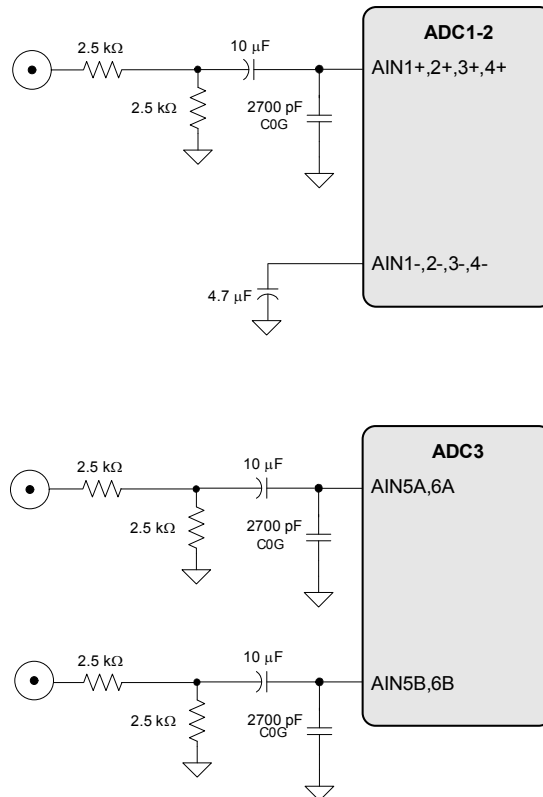 ADC1-2
2.5 kΩ
10 µF
AIN1+,2+,3+,4+
2.5 kΩ
2700 pF
C0G
AIN1-,2-,3-,4-
4.7 µF
ADC3
2.5 kΩ
10 µF
AIN5A,6A
2.5 kΩ
2700 pF
C0G
2.5 kΩ
10 µF
AIN5B,6B
2.5 kΩ
2700 pF
C0G